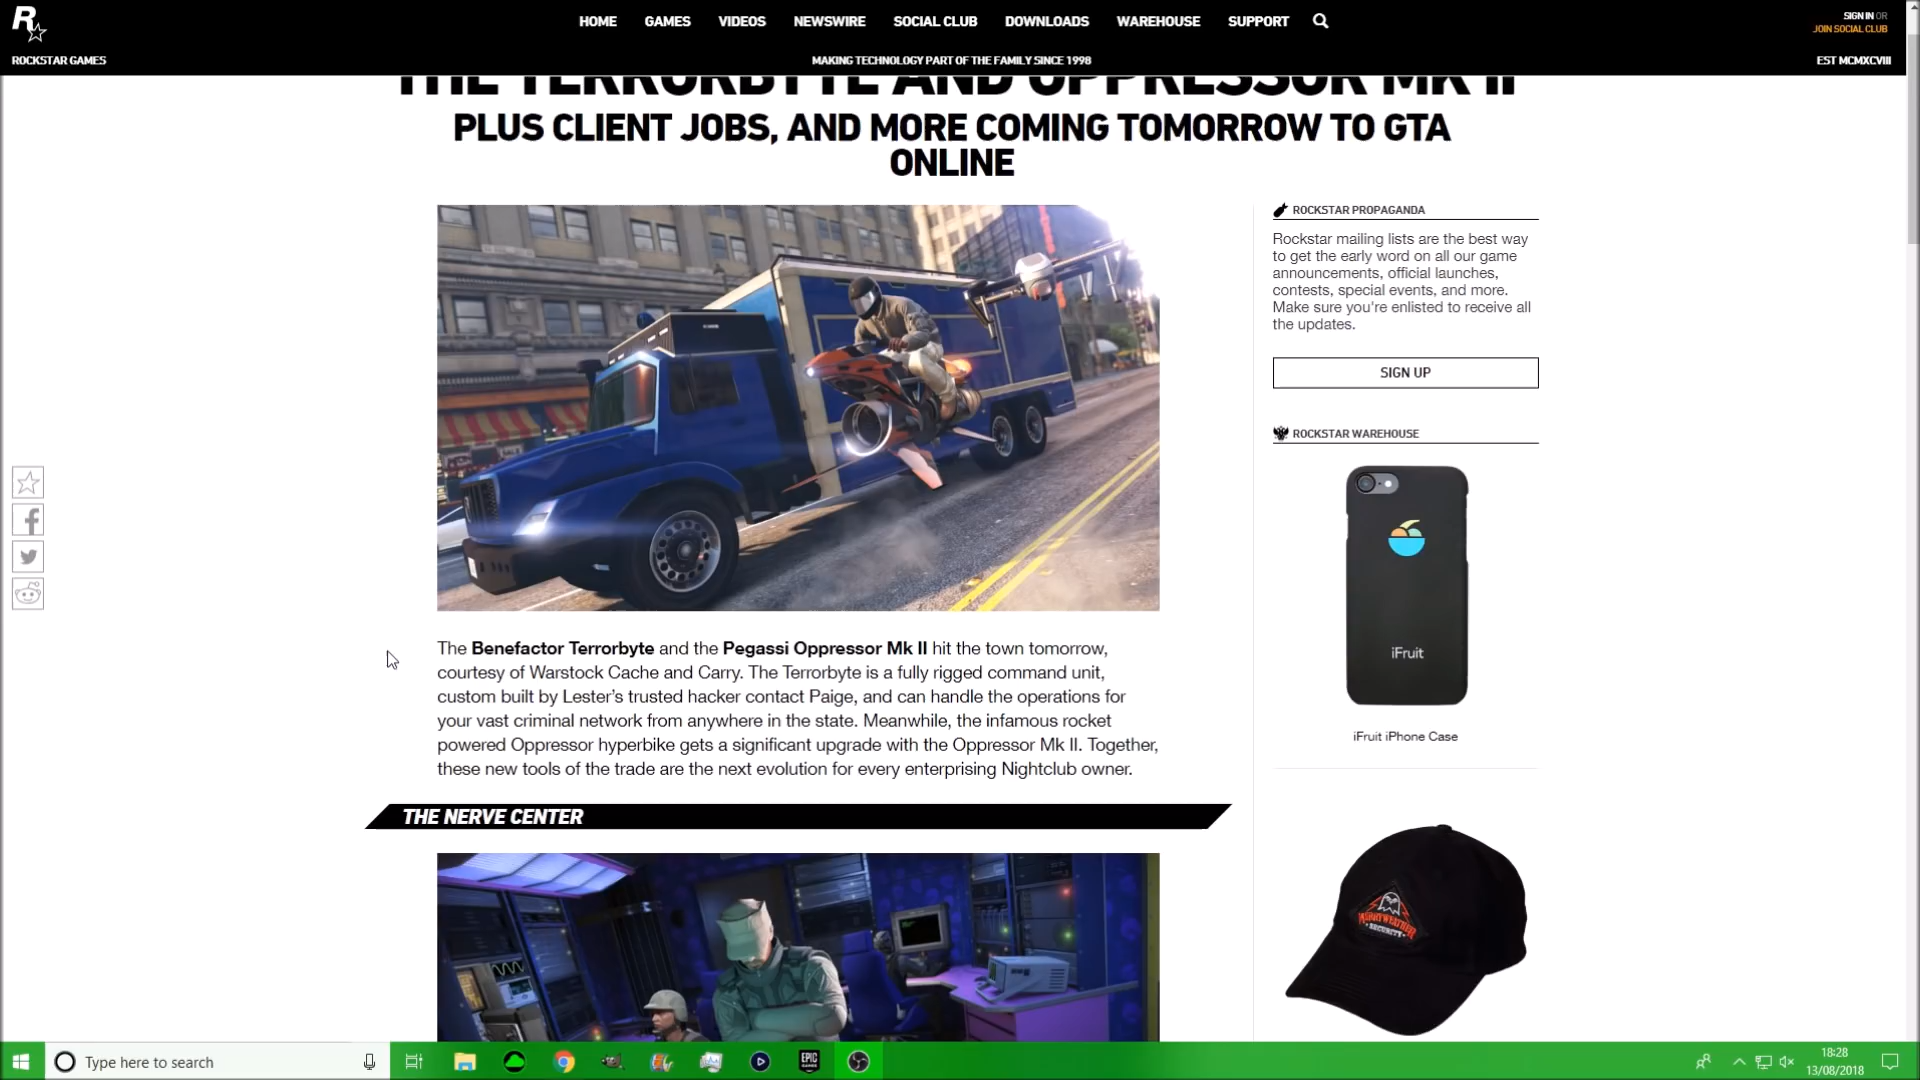 HOME GAMES VIDEOS NEWSWIRE SOCIAL CLUB DOWNLOADS WAREHOUSE SUPPORT
SIGN IN OR
JOIN SOCIAL CLUB
ROCKSTAR GAMES
MAKING TECHNOLOGY PART OF THE FAMILY SINCE 1998
EST MCMXCVIII
THE TERRORBYTE AND OPPRESSOR MK II
PLUS CLIENT JOBS, AND MORE COMING TOMORROW TO GTA
ONLINE
The Benefactor Terrorbyte and the Pegassi Oppressor Mk II hit the town tomorrow,
courtesy of Warstock Cache and Carry. The Terrorbyte is a fully rigged command unit,
custom built by Lester's trusted hacker contact Paige, and can handle the operations for
your vast criminal network from anywhere in the state. Meanwhile, the infamous rocket
powered Oppressor hyperbike gets a significant upgrade with the Oppressor Mk II. Together,
these new tools of the trade are the next evolution for every enterprising Nightclub owner.
THE NERVE CENTER
ROCKSTAR PROPAGANDA
Rockstar mailing lists are the best way
to get the early word on all our game
announcements, official launches,
contests, special events, and more.
Make sure you're enlisted to receive all
the updates.
SIGN UP
ROCKSTAR WAREHOUSE
iFruit
iFruit iPhone Case
MERRYWEATHER
SECURITY
Type here to search
EPIC
GAMES
18:28
13/08/2018